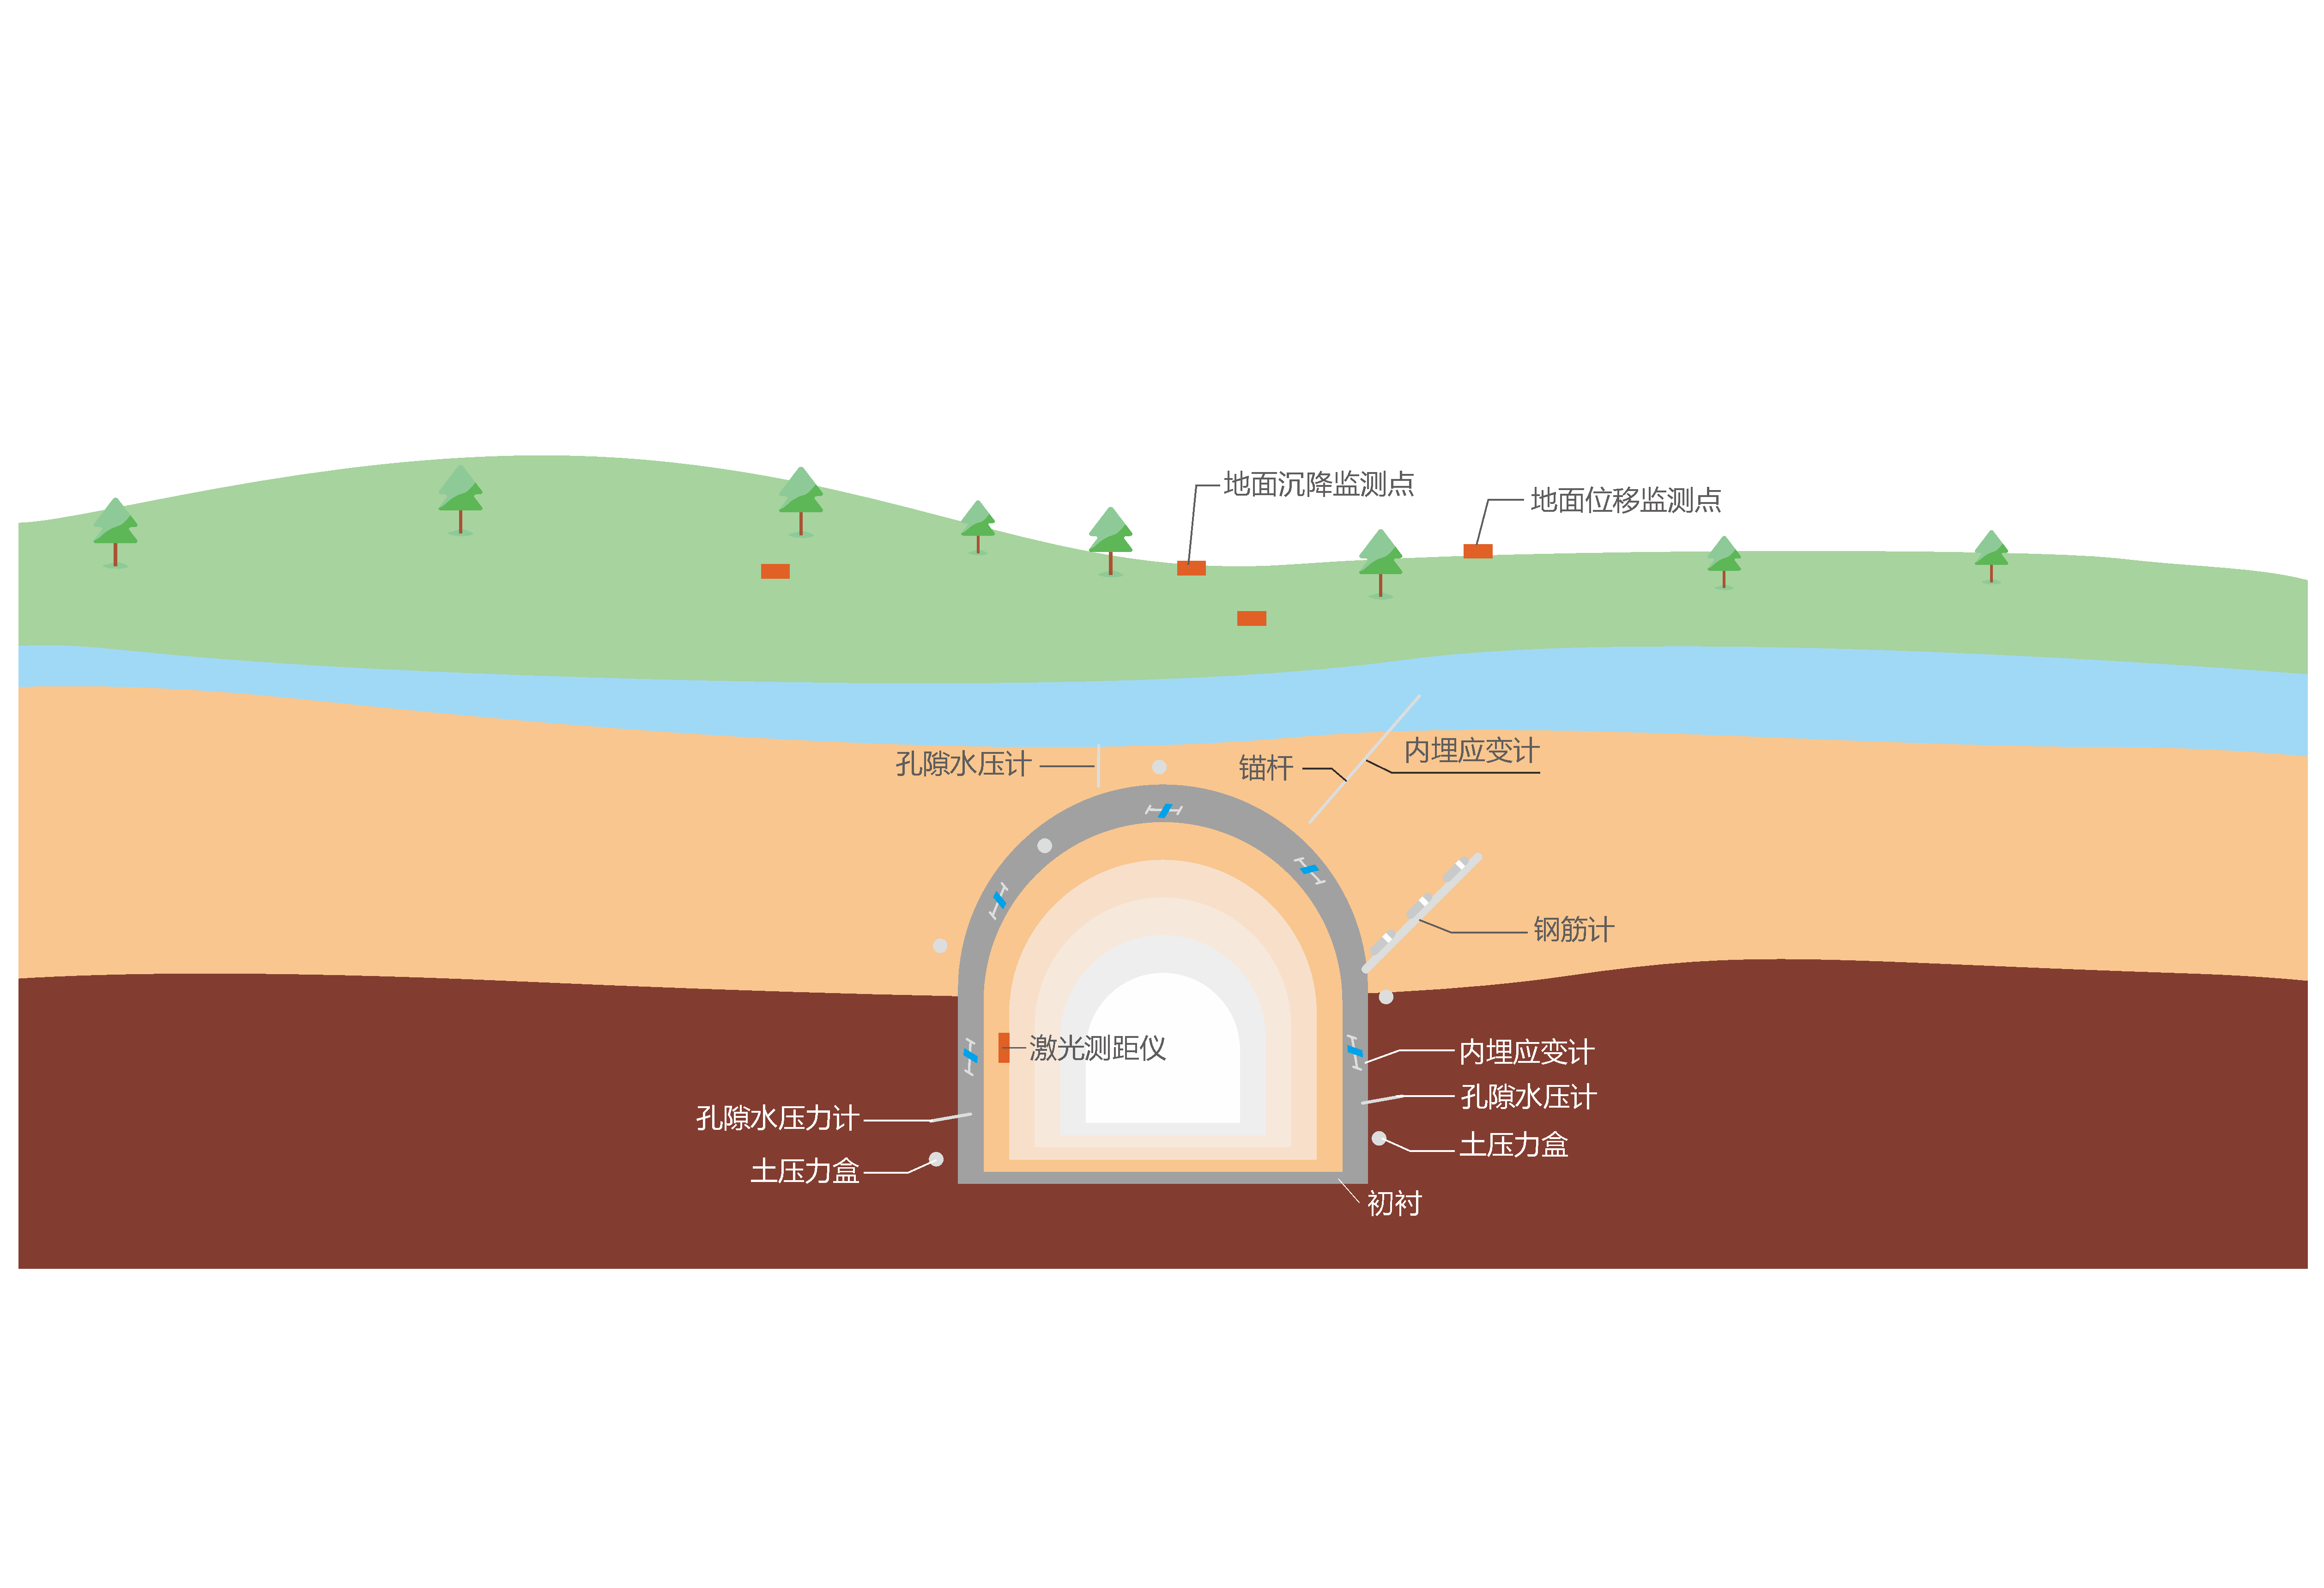 地面沉降监测点
地面位移监测点
孔隙水压计
锚杆
内埋应变计
钢筋计
激光测距仪
内埋应变计
孔隙水压计
孔隙水压力计
土压力盒
土压力盒
初衬